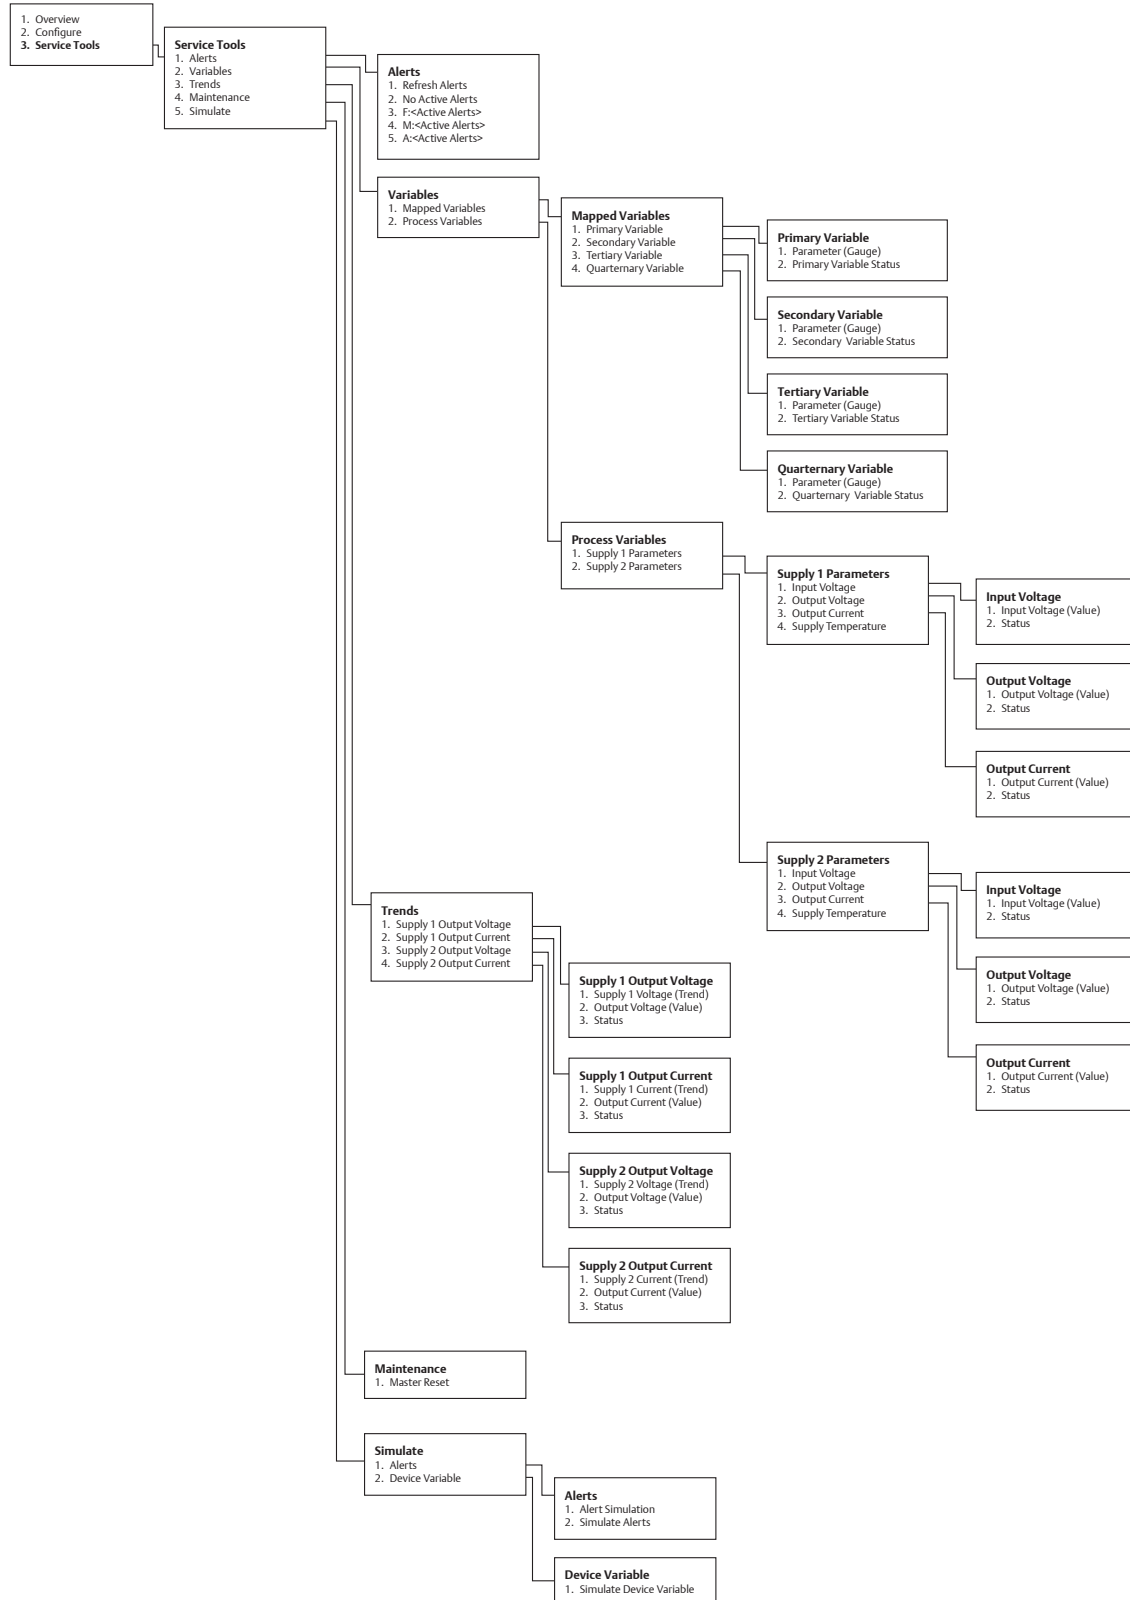 1. Overview
2. Configure
3. Service Tools
Service Tools
1. Alerts
2. Variables
3. Trends
4. Maintenance
5. Simulate
Alerts
1. Refresh Alerts
2. No Active Alerts
3. F:<Active Alerts>
4. M:<Active Alerts>
5. A:<Active Alerts>
Variables
1. Mapped Variables
2. Process Variables
Mapped Variables
1. Primary Variable
2. Secondary Variable
3. Tertiary Variable
4. Quarternary Variable
Primary Variable
1. Parameter (Gauge)
2. Primary Variable Status
Secondary Variable
1. Parameter (Gauge)
2. Secondary Variable Status
Tertiary Variable
1. Parameter (Gauge)
2. Tertiary Variable Status
Quarternary Variable
1. Parameter (Gauge)
2. Quarternary Variable Status
Process Variables
1. Supply 1 Parameters
2. Supply 2 Parameters
Supply 1 Parameters
1. Input Voltage
2. Output Voltage
3. Output Current
4. Supply Temperature
Input Voltage
1. Input Voltage (Value)
2. Status
Output Voltage
1. Output Voltage (Value)
2. Status
Output Current
1. Output Current (Value)
2. Status
Supply 2 Parameters
1. Input Voltage
2. Output Voltage
3. Output Current
4. Supply Temperature
Input Voltage
1. Input Voltage (Value)
2. Status
Output Voltage
1. Output Voltage (Value)
2. Status
Output Current
1. Output Current (Value)
2. Status
Trends
1. Supply 1 Output Voltage
2. Supply 1 Output Current
3. Supply 2 Output Voltage
4. Supply 2 Output Current
Supply 1 Output Voltage
1. Supply 1 Voltage (Trend)
2. Output Voltage (Value)
3. Status
Supply 1 Output Current
1. Supply 1 Current (Trend)
2. Output Current (Value)
3. Status
Supply 2 Output Voltage
1. Supply 2 Voltage (Trend)
2. Output Voltage (Value)
3. Status
Supply 2 Output Current
1. Supply 2 Current (Trend)
2. Output Current (Value)
3. Status
Maintenance
1. Master Reset
Simulate
1. Alerts
2. Device Variable
Alerts
1. Alert Simulation
2. Simulate Alerts
Device Variable
1. Simulate Device Variable